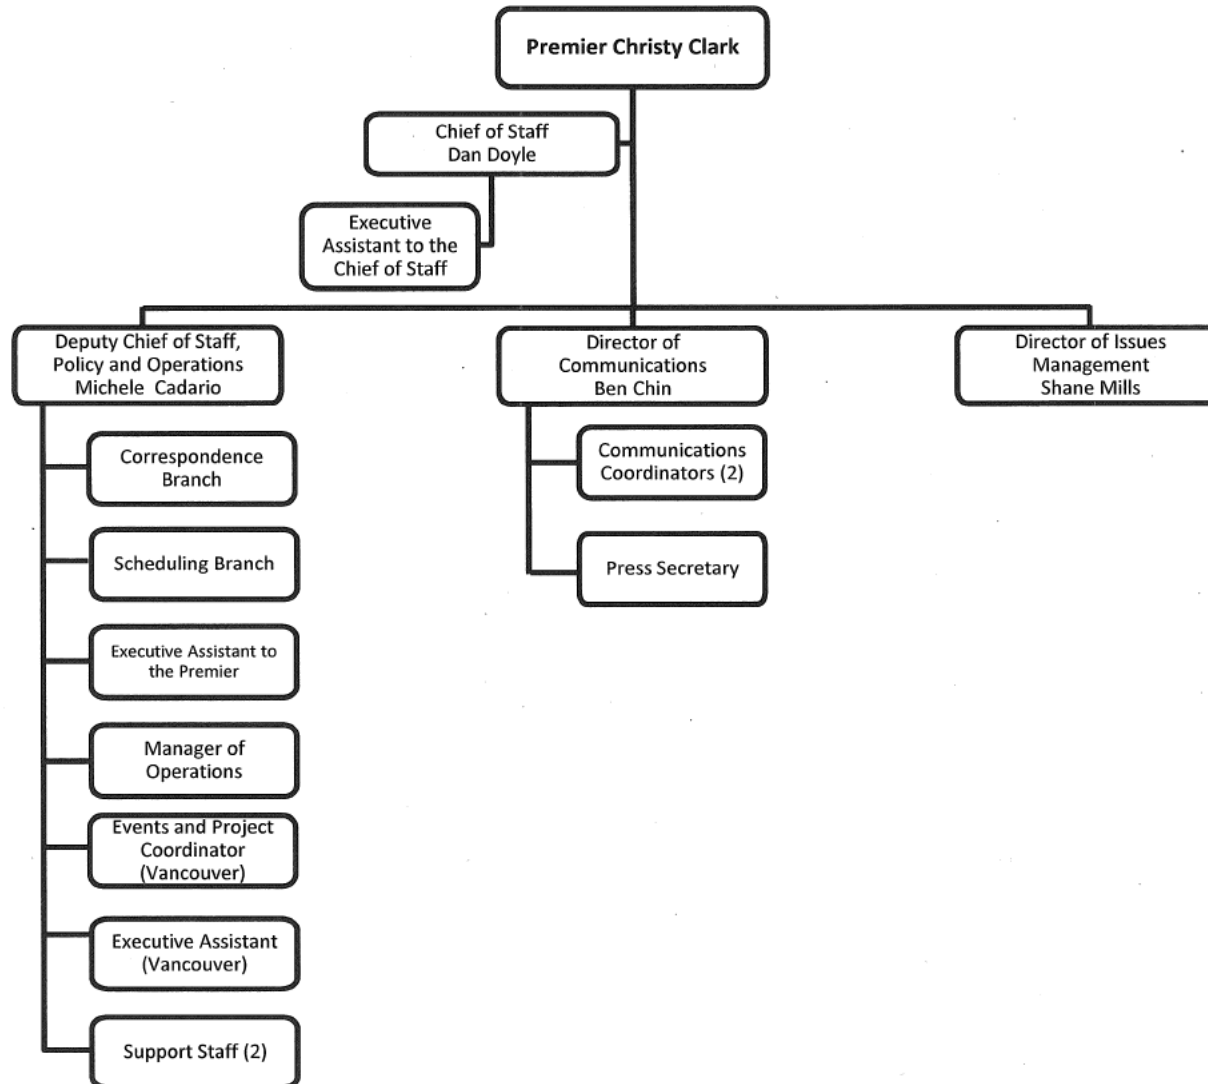 Premier Christy Clark
Chief of Staff
Dan Doyle
Executive
Assistant to the
Chief of Staff
Deputy Chief of Staff,
Policy and Operations
Michele Cadario
Director of
Communications
Ben Chin
Director of Issues
Management
Shane Mills
Correspondence
Branch
Scheduling Branch
Executive Assistant to
the Premier
Manager of
Operations
Events and Project
Coordinator
(Vancouver)
Executive Assistant
(Vancouver)
Support Staff (2)
Communications
Coordinators (2)
Press Secretary